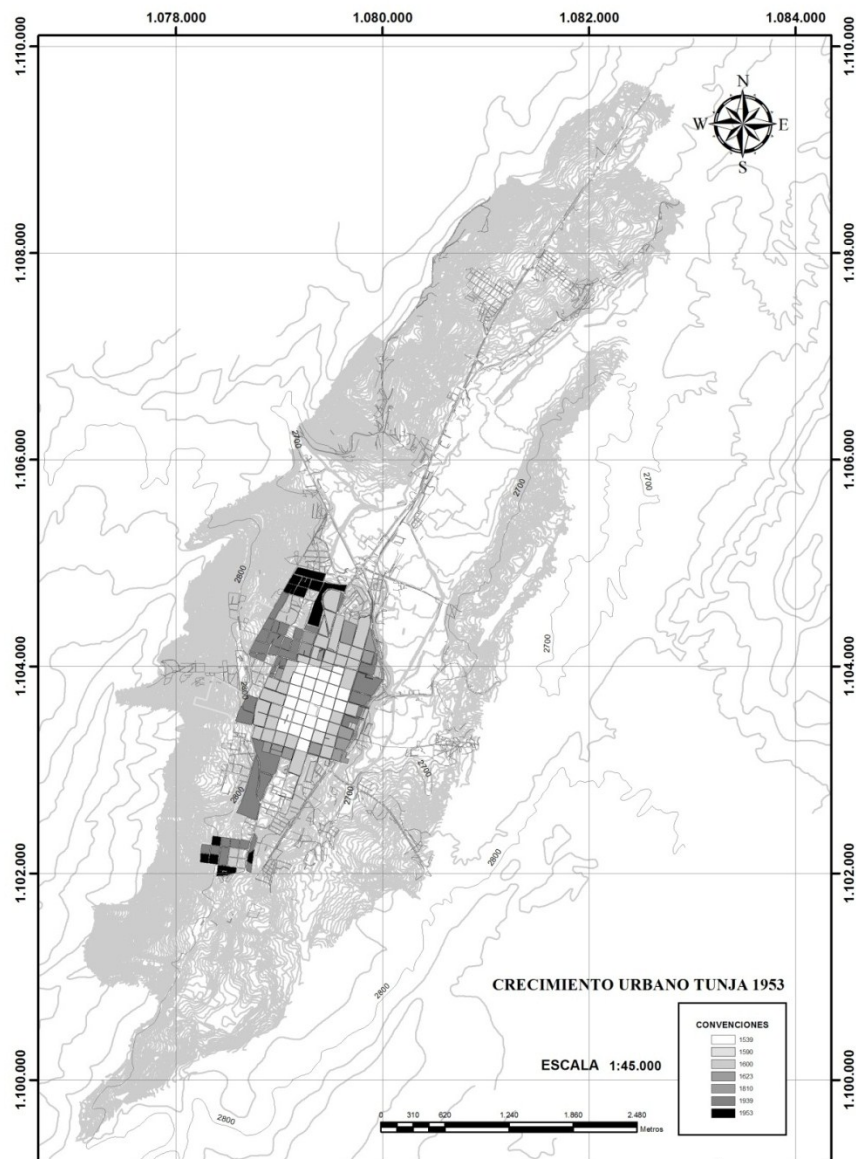 1.078.000 1.080.000 1.082.000 1.084.000
1.110.000 1.110.000
N
W E
S
1.108.000 1.108.000
2700
1.106.000 1.106.000
2700
2700
2800
2700
1.104.000 1.104.000
2800
2700
2800
2700
2800
1.102.000 1.102.000
2800
CRECIMIENTO URBANO TUNJA 1953
CONVENCIONES
1539
1590
1600
1623
1810
1939
1953
ESCALA 1:45.000
1.100.000 1.100.000
2800
0 310 620 1.240 1.860 2.480
Metros